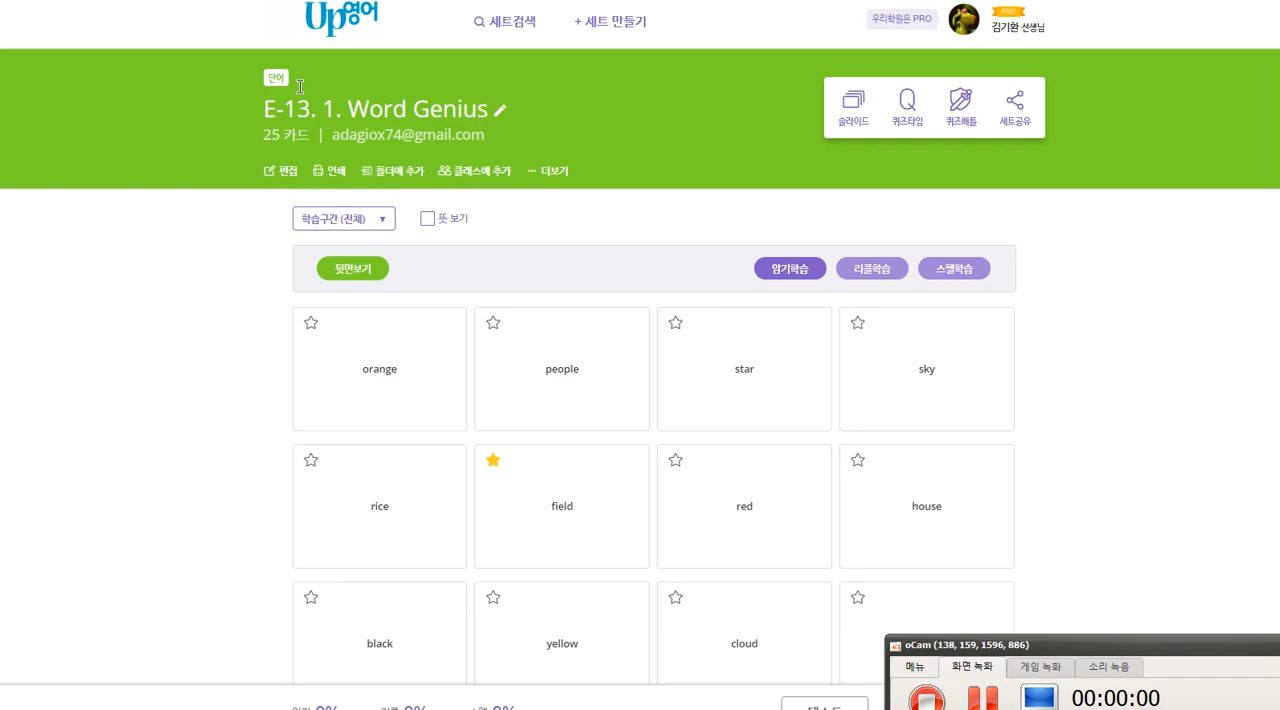 Up영어
세트검색
+ 세트 만들기
우리학원은 PRO
PRO
김기환 선생님
단어
E-13. 1. Word Genius
25 카드 | adagiox74@gmail.com
편집 인쇄 폴더에 추가 클래스에 추가 ··· 더보기
슬라이드 퀴즈타임 퀴즈배틀 세트공유
학습구간 (전체) ▼ 뜻 보기
뒷면보기 암기학습 리콜학습 스펠학습
orange people star sky
rice field red house
black yellow cloud
oCam (138, 159, 1596, 886)
메뉴 화면 녹화 게임 녹화 소리 녹음
00:00:00